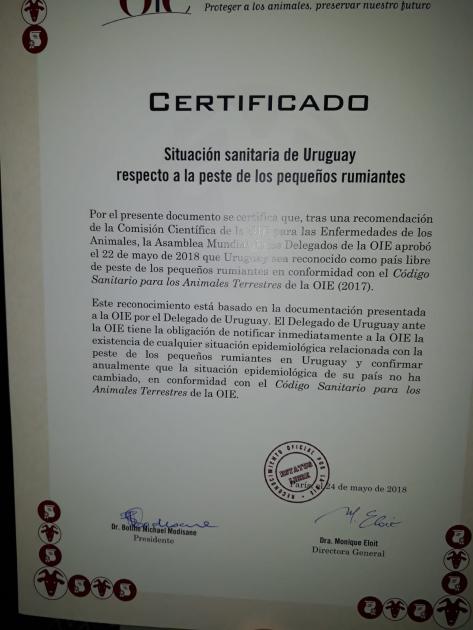 OIE
Proteger a los animales, preservar nuestro futuro
CERTIFICADO
Situación sanitaria de Uruguay
respecto a la peste de los pequeños rumiantes
Por el presente documento se certifica que, tras una recomendación
de la Comisión Científica de la OIE para las Enfermedades de los
Animales, la Asamblea Mundial de los Delegados de la OIE aprobó
el 22 de mayo de 2018 que Uruguay sea reconocido como país libre
de peste de los pequeños rumiantes en conformidad con el Código
Sanitario para los Animales Terrestres de la OIE (2017).
Este reconocimiento está basado en la documentación presentada
a la OIE por el Delegado de Uruguay. El Delegado de Uruguay ante
la OIE tiene la obligación de notificar inmediatamente a la OIE la
existencia de cualquier situación epidemiológica relacionada con la
peste de los pequeños rumiantes en Uruguay y confirmar
anualmente que la situación epidemiológica de su país no ha
cambiado, en conformidad con el Código Sanitario para los
Animales Terrestres de la OIE.
RECONOCIMIENTO OFICIAL POR LA OIE
ESTATUS
LIBRE
París, 24 de mayo de 2018
M. Eloit
Dr. Botlhe Michael Modisane
Presidente
Dra. Monique Eloit
Directora General